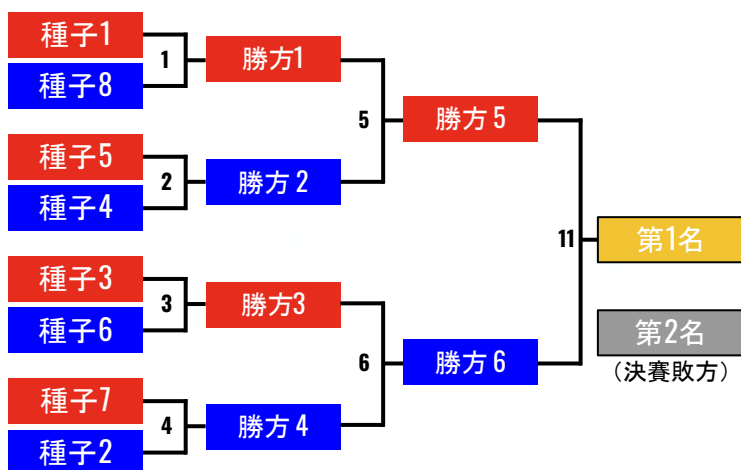 種子1
種子8
1
勝方1
種子5
種子4
2
勝方2
5
勝方5
種子3
種子6
3
勝方3
種子7
種子2
4
勝方4
6
勝方6
11
第1名
第2名
（決賽敗方）